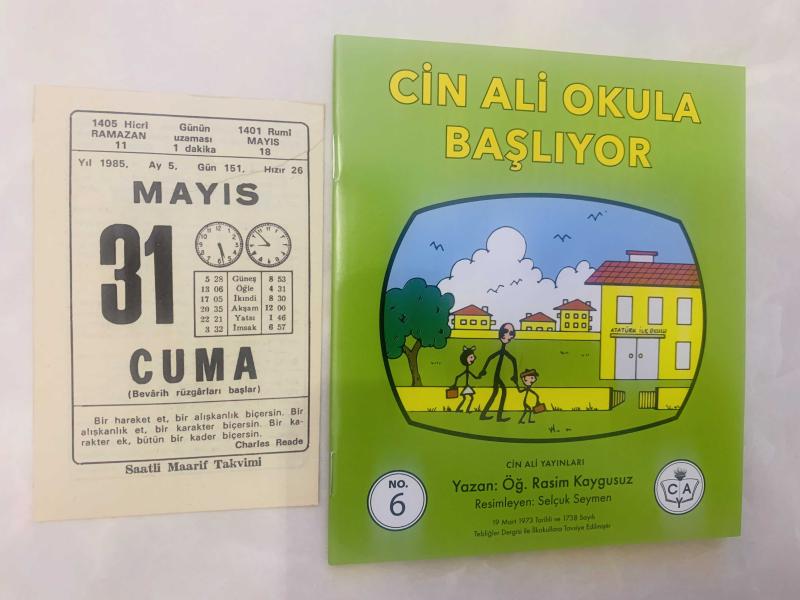 1405 Hicrî
RAMAZAN
11
Günün
uzaması
1 dakika
1401 Rumî
MAYIS
18
Yıl 1985, Ay 5, Gün 151, Hızır 26
MAYIS
31
5 28 Güneş 8 53
13 06 Öğle 4 31
17 05 İkindi 8 30
20 35 Akşam 12 00
22 21 Yatsı 1 46
3 32 İmsak 6 57
CUMA
(Bevârih rüzgârları başlar)
Bir hareket et, bir alışkanlık biçersin. Bir
alışkanlık et, bir karakter biçersin. Bir ka-
rakter ek, bütün bir kader biçersin.
Charles Reade
Saatli Maarif Takvimi
CİN ALİ OKULA
BAŞLIYOR
ATATÜRK İLK OKULU
CİN ALİ YAYINLARI
NO.
6
Yazan: Öğ. Rasim Kaygusuz
Resimleyen: Selçuk Seymen
19 Mart 1973 Tarihli ve 1738 Sayılı
Tebliğler Dergisi ile İlkokullara Tavsiye Edilmiştir
C A
Y